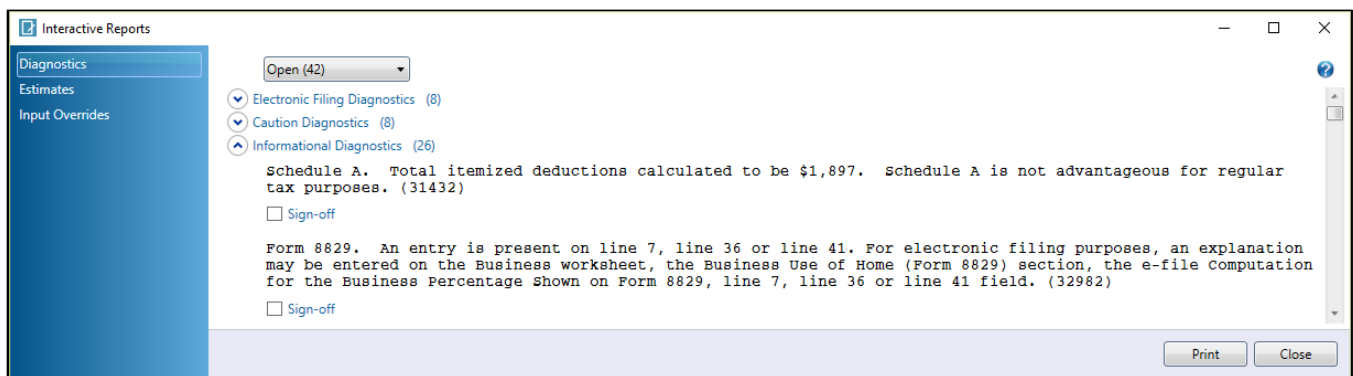 Interactive Reports
Diagnostics
Estimates
Input Overrides
Open (42)
Electronic Filing Diagnostics (8)
Caution Diagnostics (8)
Informational Diagnostics (26)
Schedule A. Total itemized deductions calculated to be $1,897. Schedule A is not advantageous for regular
tax purposes. (31432)
Sign-off
Form 8829. An entry is present on line 7, line 36 or line 41. For electronic filing purposes, an explanation
may be entered on the Business worksheet, the Business Use of Home (Form 8829) section, the e-file Computation
for the Business Percentage Shown on Form 8829, line 7, line 36 or line 41 field. (32982)
Sign-off
Print
Close